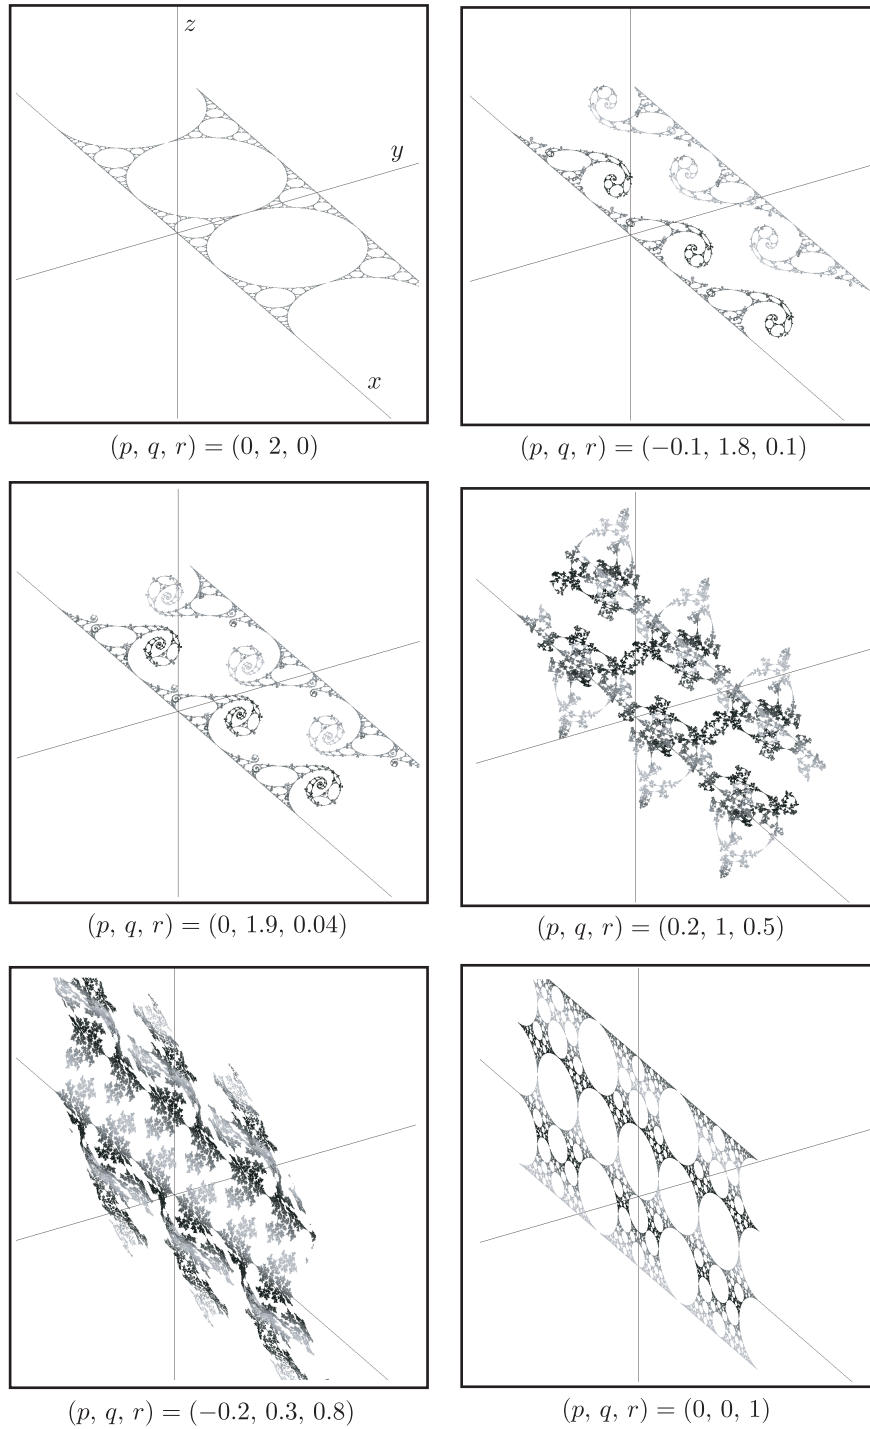 z
y
x
(p, q, r) = (0, 2, 0)
(p, q, r) = (−0.1, 1.8, 0.1)
(p, q, r) = (0, 1.9, 0.04)
(p, q, r) = (0.2, 1, 0.5)
(p, q, r) = (−0.2, 0.3, 0.8)
(p, q, r) = (0, 0, 1)